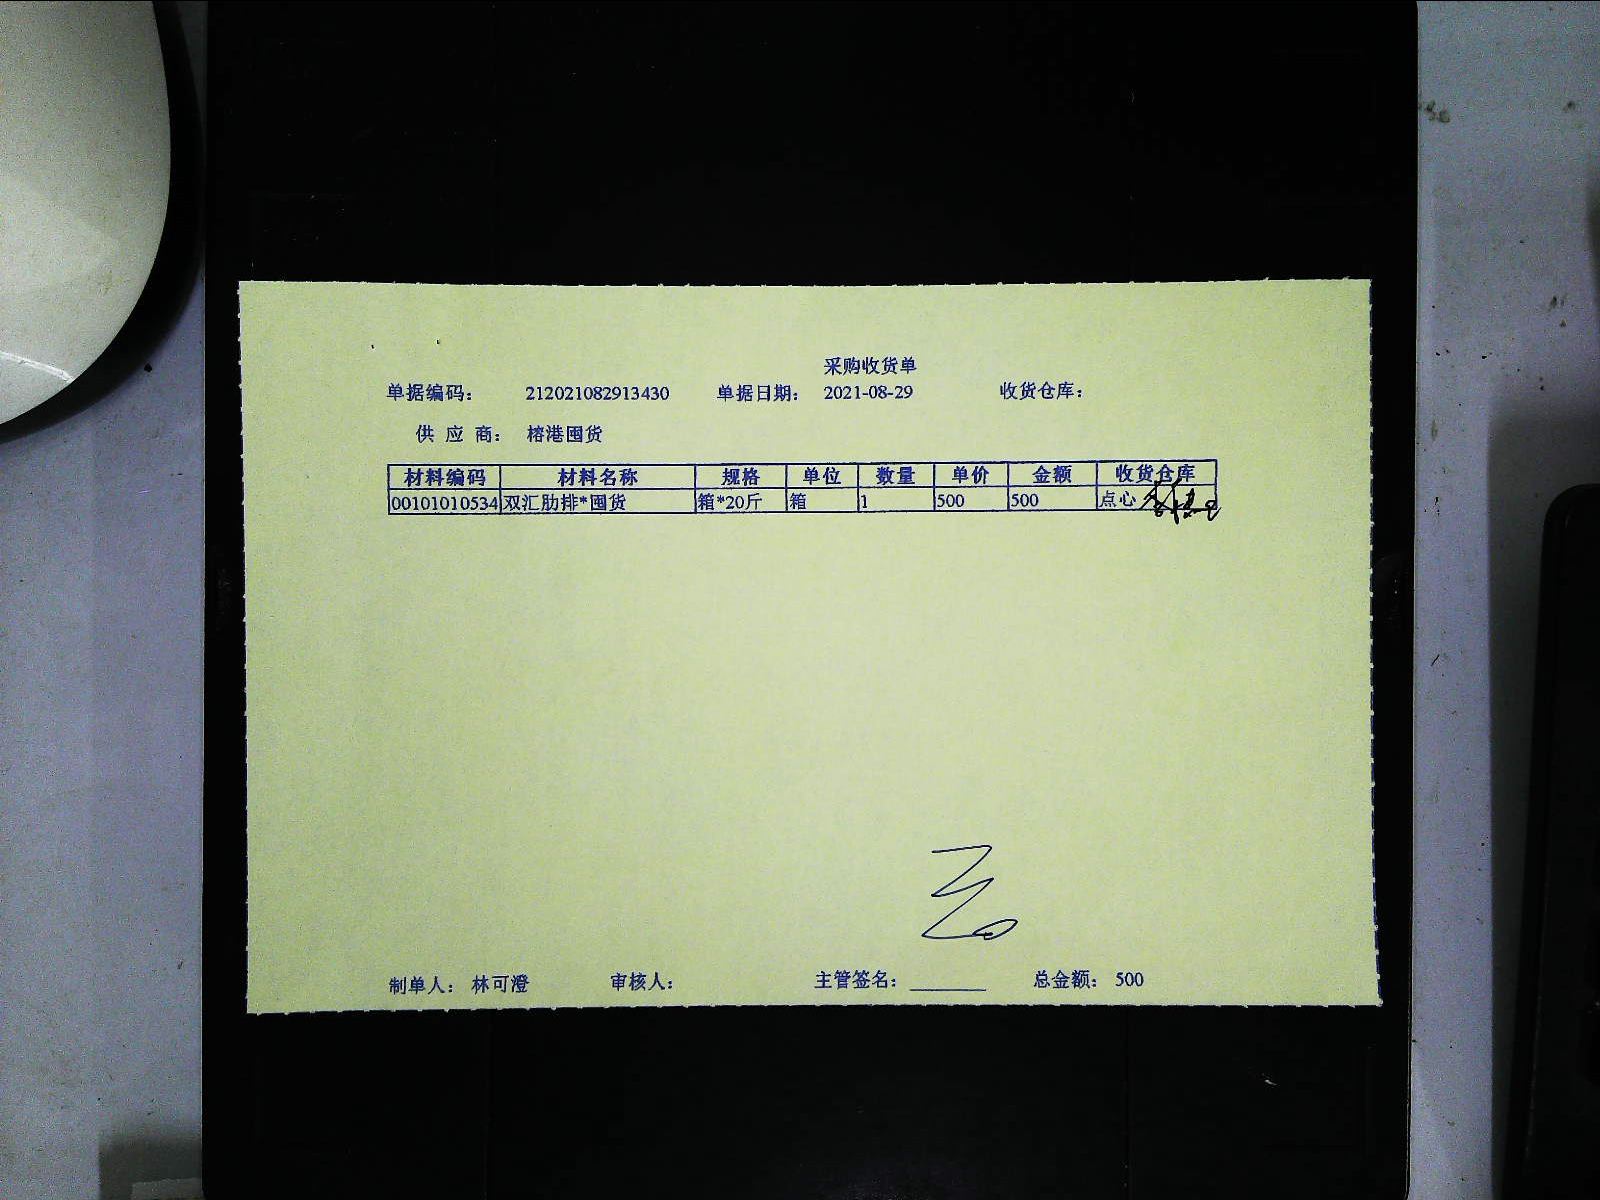 采购收货单
单据编码： 212021082913430 单据日期： 2021-08-29 收货仓库：
供 应 商： 榕港囤货
材料编码 材料名称 规格 单位 数量 单价 金额 收货仓库
00101010534 双汇肋排*囤货 箱*20斤 箱 1 500 500 点心
制单人： 林可澄 审核人： 主管签名： 总金额： 500